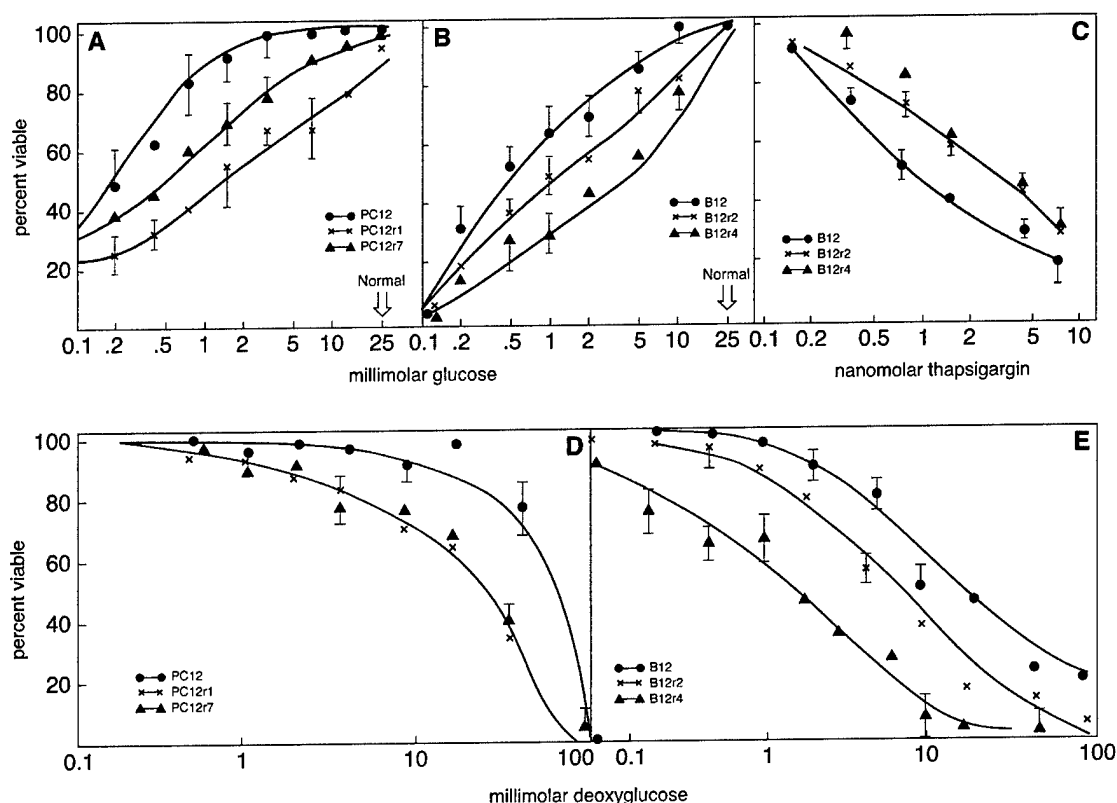 A
B
C
percent viable
100
80
60
40
20
PC12
PC12r1
PC12r7
Normal
B12
B12r2
B12r4
Normal
B12
B12r2
B12r4
0.1 .2 .5 1 2 5 10 25
0.1 .2 .5 1 2 5 10 25
0.1 0.2 0.5 1 2 5 10
millimolar glucose
nanomolar thapsigargin
D
E
percent viable
100
80
60
40
20
PC12
PC12r1
PC12r7
B12
B12r2
B12r4
0.1 1 10 100
0.1 1 10 100
millimolar deoxyglucose